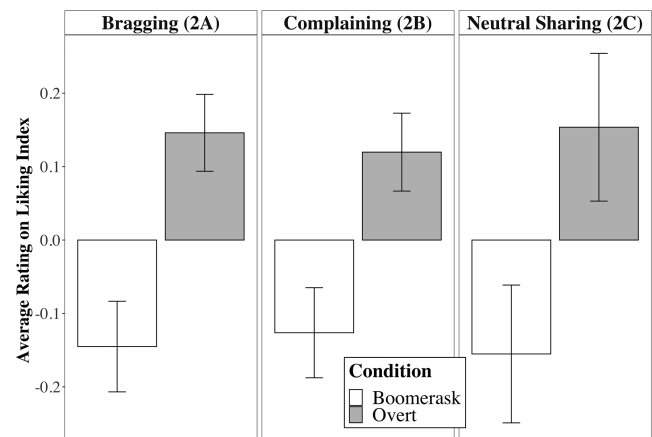 Bragging (2A)
Complaining (2B)
Neutral Sharing (2C)
Average Rating on Liking Index
0.2
0.1
0.0
-0.1
-0.2
Condition
Boomerask
Overt